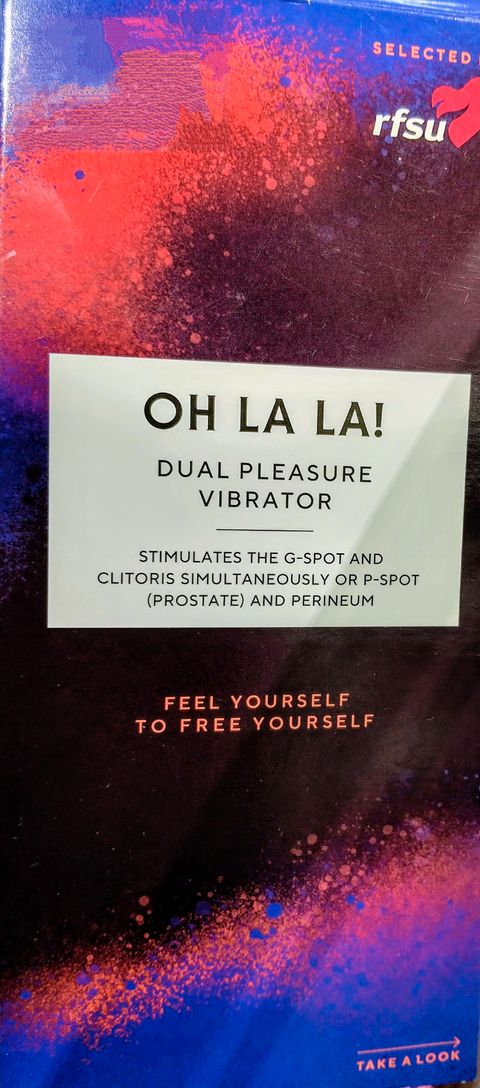 SELECTED
rfsu
OH LA LA!
DUAL PLEASURE
VIBRATOR
STIMULATES THE G-SPOT AND
CLITORIS SIMULTANEOUSLY OR P-SPOT
(PROSTATE) AND PERINEUM
FEEL YOURSELF
TO FREE YOURSELF
TAKE A LOOK